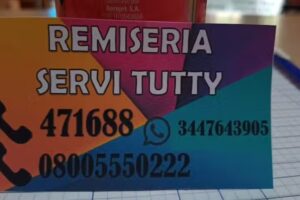 REMISERIA
SERVI TUTTY
471688 3447643905
08005550222